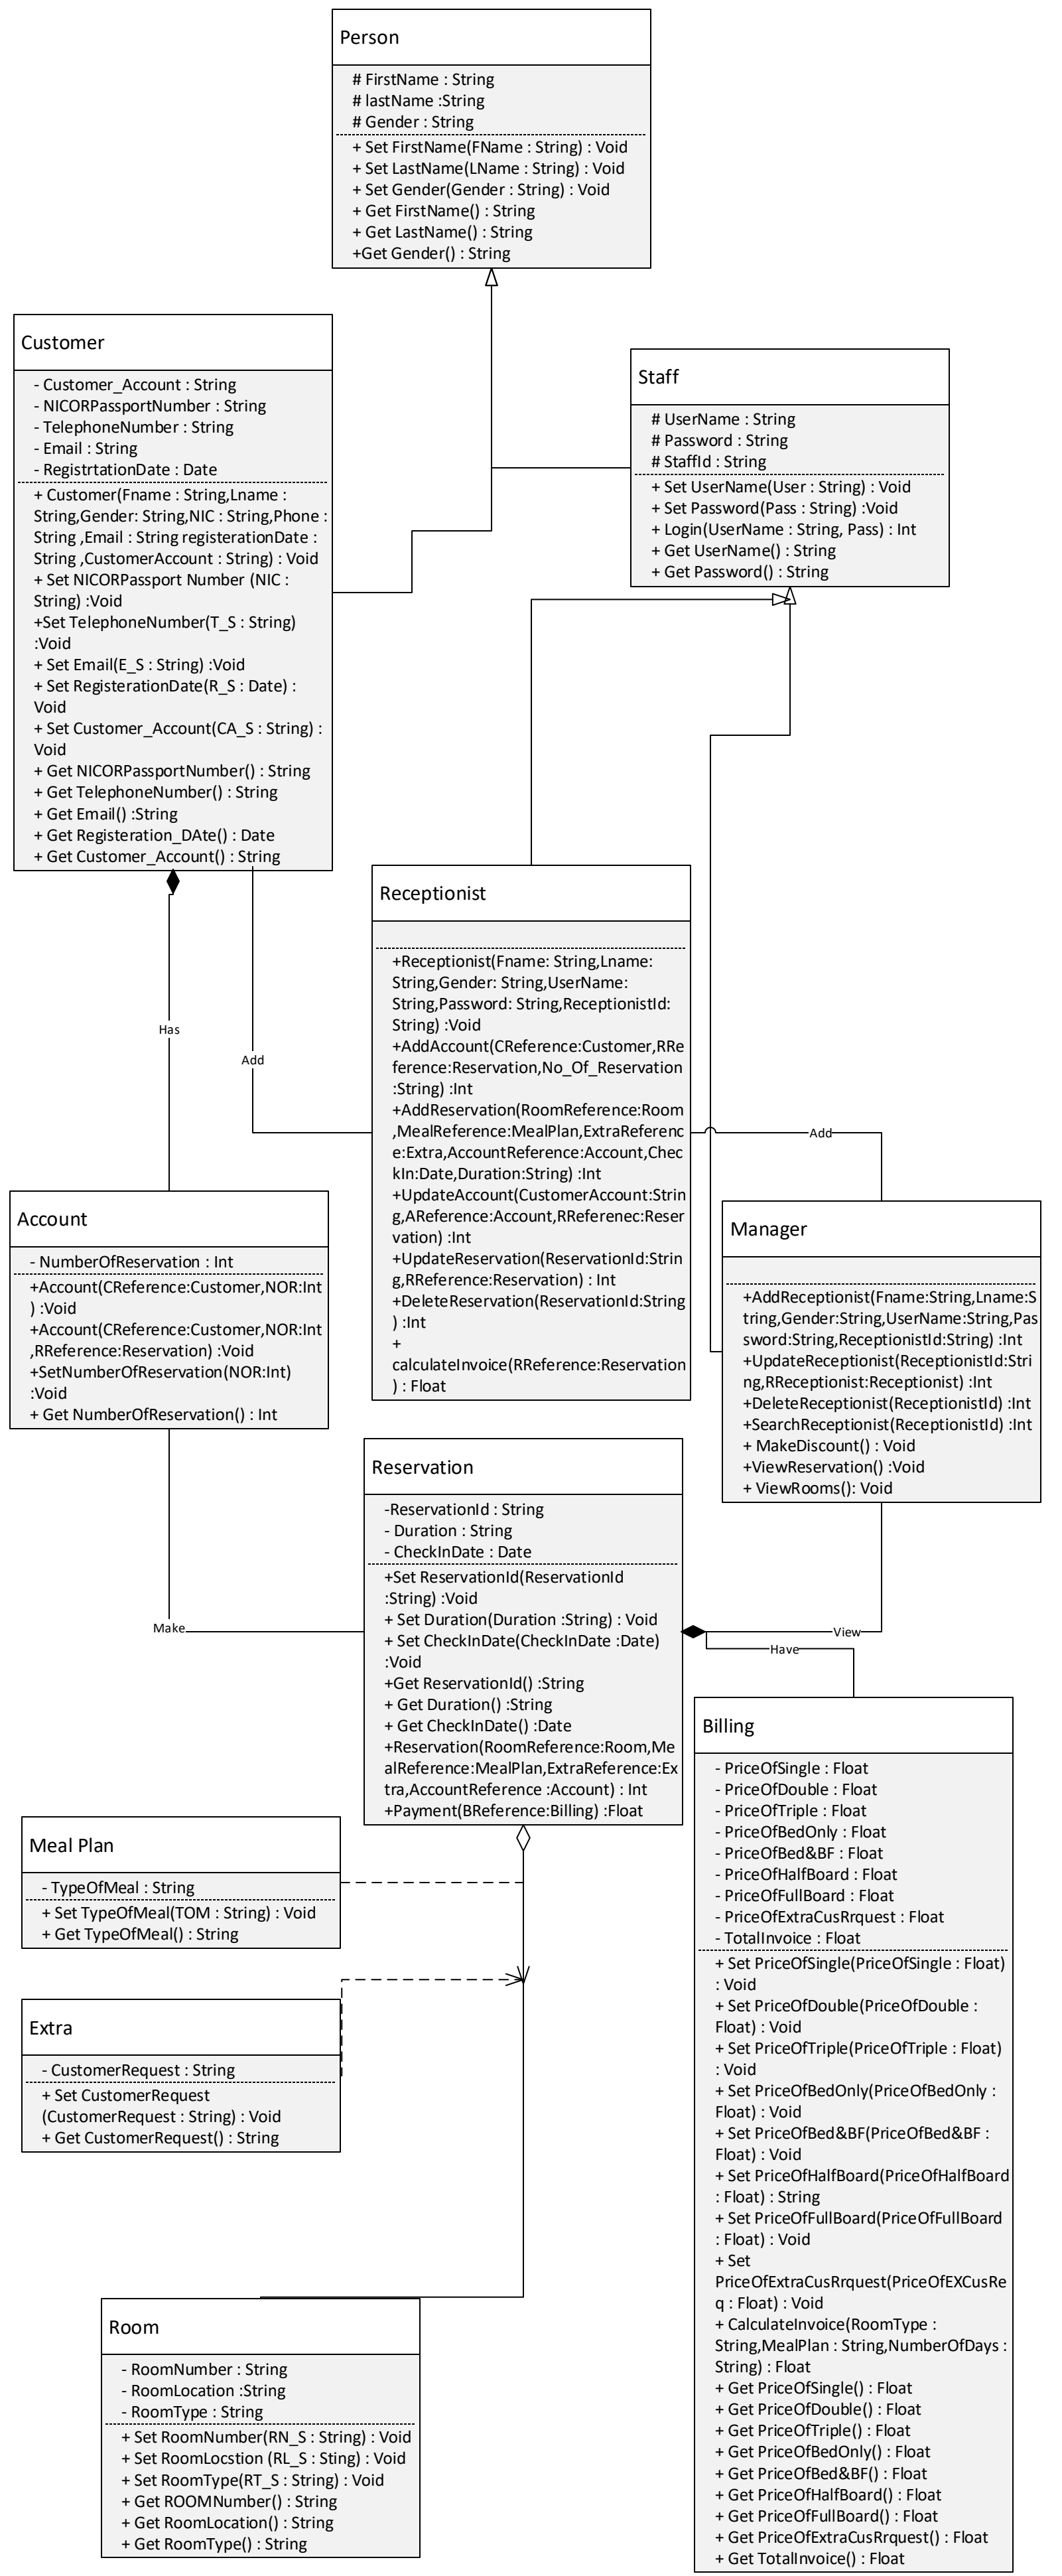 Person
# FirstName : String
# lastName :String
# Gender : String
+ Set FirstName(FName : String) : Void
+ Set LastName(LName : String) : Void
+ Set Gender(Gender : String) : Void
+ Get FirstName() : String
+ Get LastName() : String
+Get Gender() : String
Customer
- Customer_Account : String
- NICORPassportNumber : String
- TelephoneNumber : String
- Email : String
- RegistrtationDate : Date
+ Customer(Fname : String,Lname :
String,Gender: String,NIC : String,Phone :
String ,Email : String registerationDate :
String ,CustomerAccount : String) : Void
+ Set NICORPassport Number (NIC :
String) :Void
+Set TelephoneNumber(T_S : String)
:Void
+ Set Email(E_S : String) :Void
+ Set RegisterationDate(R_S : Date) :
Void
+ Set Customer_Account(CA_S : String) :
Void
+ Get NICORPassportNumber() : String
+ Get TelephoneNumber() : String
+ Get Email() :String
+ Get Registeration_DAte() : Date
+ Get Customer_Account() : String
Staff
# UserName : String
# Password : String
# StaffId : String
+ Set UserName(User : String) : Void
+ Set Password(Pass : String) :Void
+ Login(UserName : String, Pass) : Int
+ Get UserName() : String
+ Get Password() : String
Receptionist
+Receptionist(Fname: String,Lname:
String,Gender: String,UserName:
String,Password: String,ReceptionistId:
String) :Void
+AddAccount(CReference:Customer,RRe
ference:Reservation,No_Of_Reservation
:String) :Int
+AddReservation(RoomReference:Room
,MealReference:MealPlan,ExtraReferenc
e:Extra,AccountReference:Account,Chec
kIn:Date,Duration:String) :Int
+UpdateAccount(CustomerAccount:Strin
g,AReference:Account,RReferenec:Reser
vation) :Int
+UpdateReservation(ReservationId:Strin
g,RReference:Reservation) : Int
+DeleteReservation(ReservationId:String
) :Int
+
calculateInvoice(RReference:Reservation
) : Float
Has
Add
Add
Account
- NumberOfReservation : Int
+Account(CReference:Customer,NOR:Int
) :Void
+Account(CReference:Customer,NOR:Int
,RReference:Reservation) :Void
+SetNumberOfReservation(NOR:Int)
:Void
+ Get NumberOfReservation() : Int
Manager
+AddReceptionist(Fname:String,Lname:S
tring,Gender:String,UserName:String,Pas
sword:String,ReceptionistId:String) :Int
+UpdateReceptionist(ReceptionistId:Stri
ng,RReceptionist:Receptionist) :Int
+DeleteReceptionist(ReceptionistId) :Int
+SearchReceptionist(ReceptionistId) :Int
+ MakeDiscount() : Void
+ViewReservation() :Void
+ ViewRooms(): Void
Reservation
-ReservationId : String
- Duration : String
- CheckInDate : Date
+Set ReservationId(ReservationId
:String) :Void
+ Set Duration(Duration :String) : Void
+ Set CheckInDate(CheckInDate :Date)
:Void
+Get ReservationId() :String
+ Get Duration() :String
+ Get CheckInDate() :Date
+Reservation(RoomReference:Room,Me
alReference:MealPlan,ExtraReference:Ex
tra,AccountReference :Account) : Int
+Payment(BReference:Billing) :Float
Make
View
Have
Billing
- PriceOfSingle : Float
- PriceOfDouble : Float
- PriceOfTriple : Float
- PriceOfBedOnly : Float
- PriceOfBed&BF : Float
- PriceOfHalfBoard : Float
- PriceOfFullBoard : Float
- PriceOfExtraCusRrquest : Float
- TotalInvoice : Float
+ Set PriceOfSingle(PriceOfSingle : Float)
: Void
+ Set PriceOfDouble(PriceOfDouble :
Float) : Void
+ Set PriceOfTriple(PriceOfTriple : Float)
: Void
+ Set PriceOfBedOnly(PriceOfBedOnly :
Float) : Void
+ Set PriceOfBed&BF(PriceOfBed&BF :
Float) : Void
+ Set PriceOfHalfBoard(PriceOfHalfBoard
: Float) : String
+ Set PriceOfFullBoard(PriceOfFullBoard
: Float) : Void
+ Set
PriceOfExtraCusRrquest(PriceOfEXCusRe
q : Float) : Void
+ CalculateInvoice(RoomType :
String,MealPlan : String,NumberOfDays :
String) : Float
+ Get PriceOfSingle() : Float
+ Get PriceOfDouble() : Float
+ Get PriceOfTriple() : Float
+ Get PriceOfBedOnly() : Float
+ Get PriceOfBed&BF() : Float
+ Get PriceOfHalfBoard() : Float
+ Get PriceOfFullBoard() : Float
+ Get PriceOfExtraCusRrquest() : Float
+ Get TotalInvoice() : Float
Meal Plan
- TypeOfMeal : String
+ Set TypeOfMeal(TOM : String) : Void
+ Get TypeOfMeal() : String
Extra
- CustomerRequest : String
+ Set CustomerRequest
(CustomerRequest : String) : Void
+ Get CustomerRequest() : String
Room
- RoomNumber : String
- RoomLocation :String
- RoomType : String
+ Set RoomNumber(RN_S : String) : Void
+ Set RoomLocstion (RL_S : Sting) : Void
+ Set RoomType(RT_S : String) : Void
+ Get ROOMNumber() : String
+ Get RoomLocation() : String
+ Get RoomType() : String